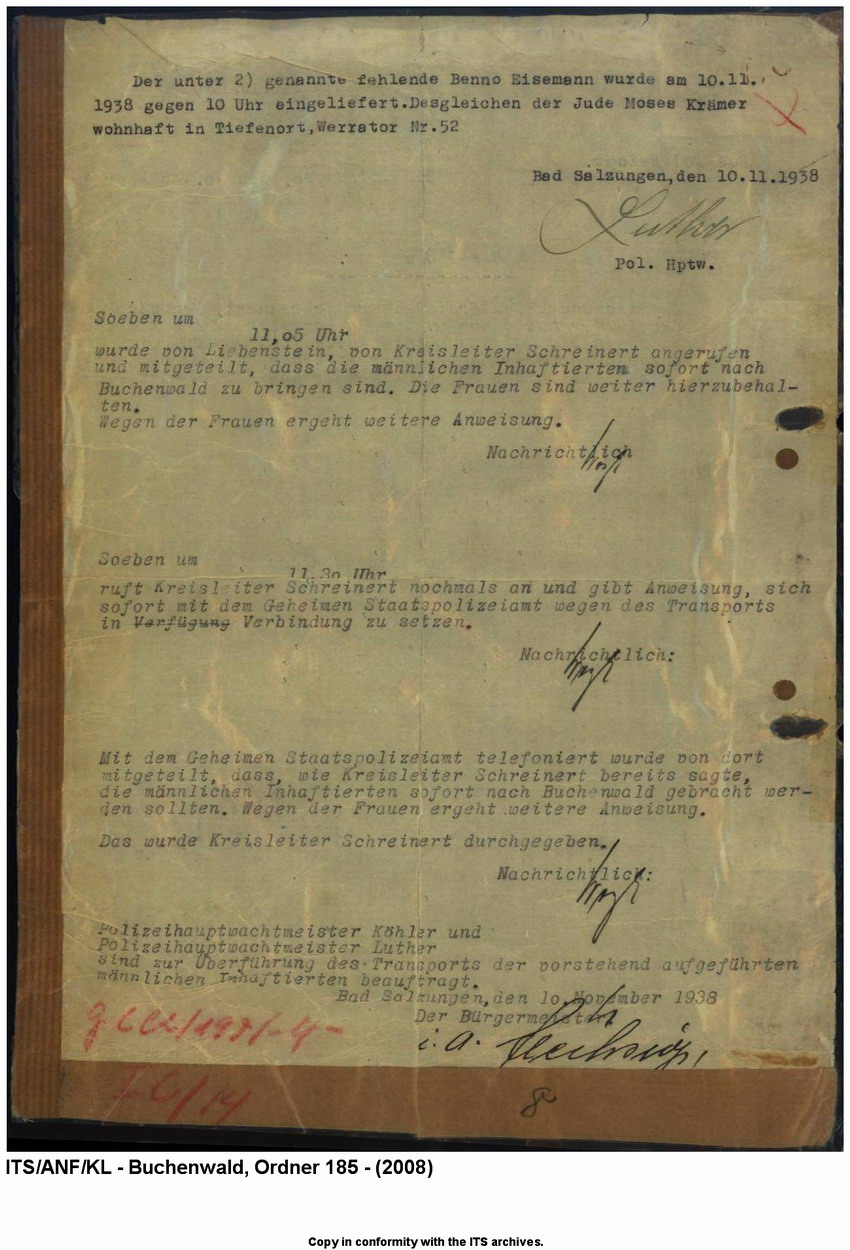 Der unter 2) genannte fehlende Benno Eisemann wurde am 10.11.
1938 gegen 10 Uhr eingeliefert.Desgleichen der Jude Moses Krämer
wohnhaft in Tiefenort,Werrator Nr.52
Bad Salzungen,den 10.11.1938
Luther
Pol. Hptw.
Soeben um
11,05 Uhr
wurde von Liebenstein, von Kreisleiter Schreinert angerufen
und mitgeteilt, dass die männlichen Inhaftierten sofort nach
Buchenwald zu bringen sind. Die Frauen sind weiter hierzubehal-
ten.
Wegen der Frauen ergeht weitere Anweisung.
Nachrichtlich
Soeben um
11.30 Uhr
ruft Kreisleiter Schreinert nochmals an und gibt Anweisung, sich
sofort mit dem Geheimen Staatspolizeiamt wegen des Transports
in Verfügung Verbindung zu setzen.
Nachrichtlich:
Mit dem Geheimen Staatspolizeiamt telefoniert wurde von dort
mitgeteilt, dass, wie Kreisleiter Schreinert bereits sagte,
die männlichen Inhaftierten sofort nach Buchenwald gebracht wer-
den sollten. Wegen der Frauen ergeht weitere Anweisung.
Das wurde Kreisleiter Schreinert durchgegeben.
Nachrichtlich:
Polizeihauptwachtmeister Köhler und
Polizeihauptwachtmeister Luther
sind zur Überführung des Transports der vorstehend aufgeführten
männlichen Inhaftierten beauftragt.
Bad Salzungen,den 10.November 1938
Der Bürgermeister
i. A.
8
ITS/ANF/KL - Buchenwald, Ordner 185 - (2008)
Copy in conformity with the ITS archives.